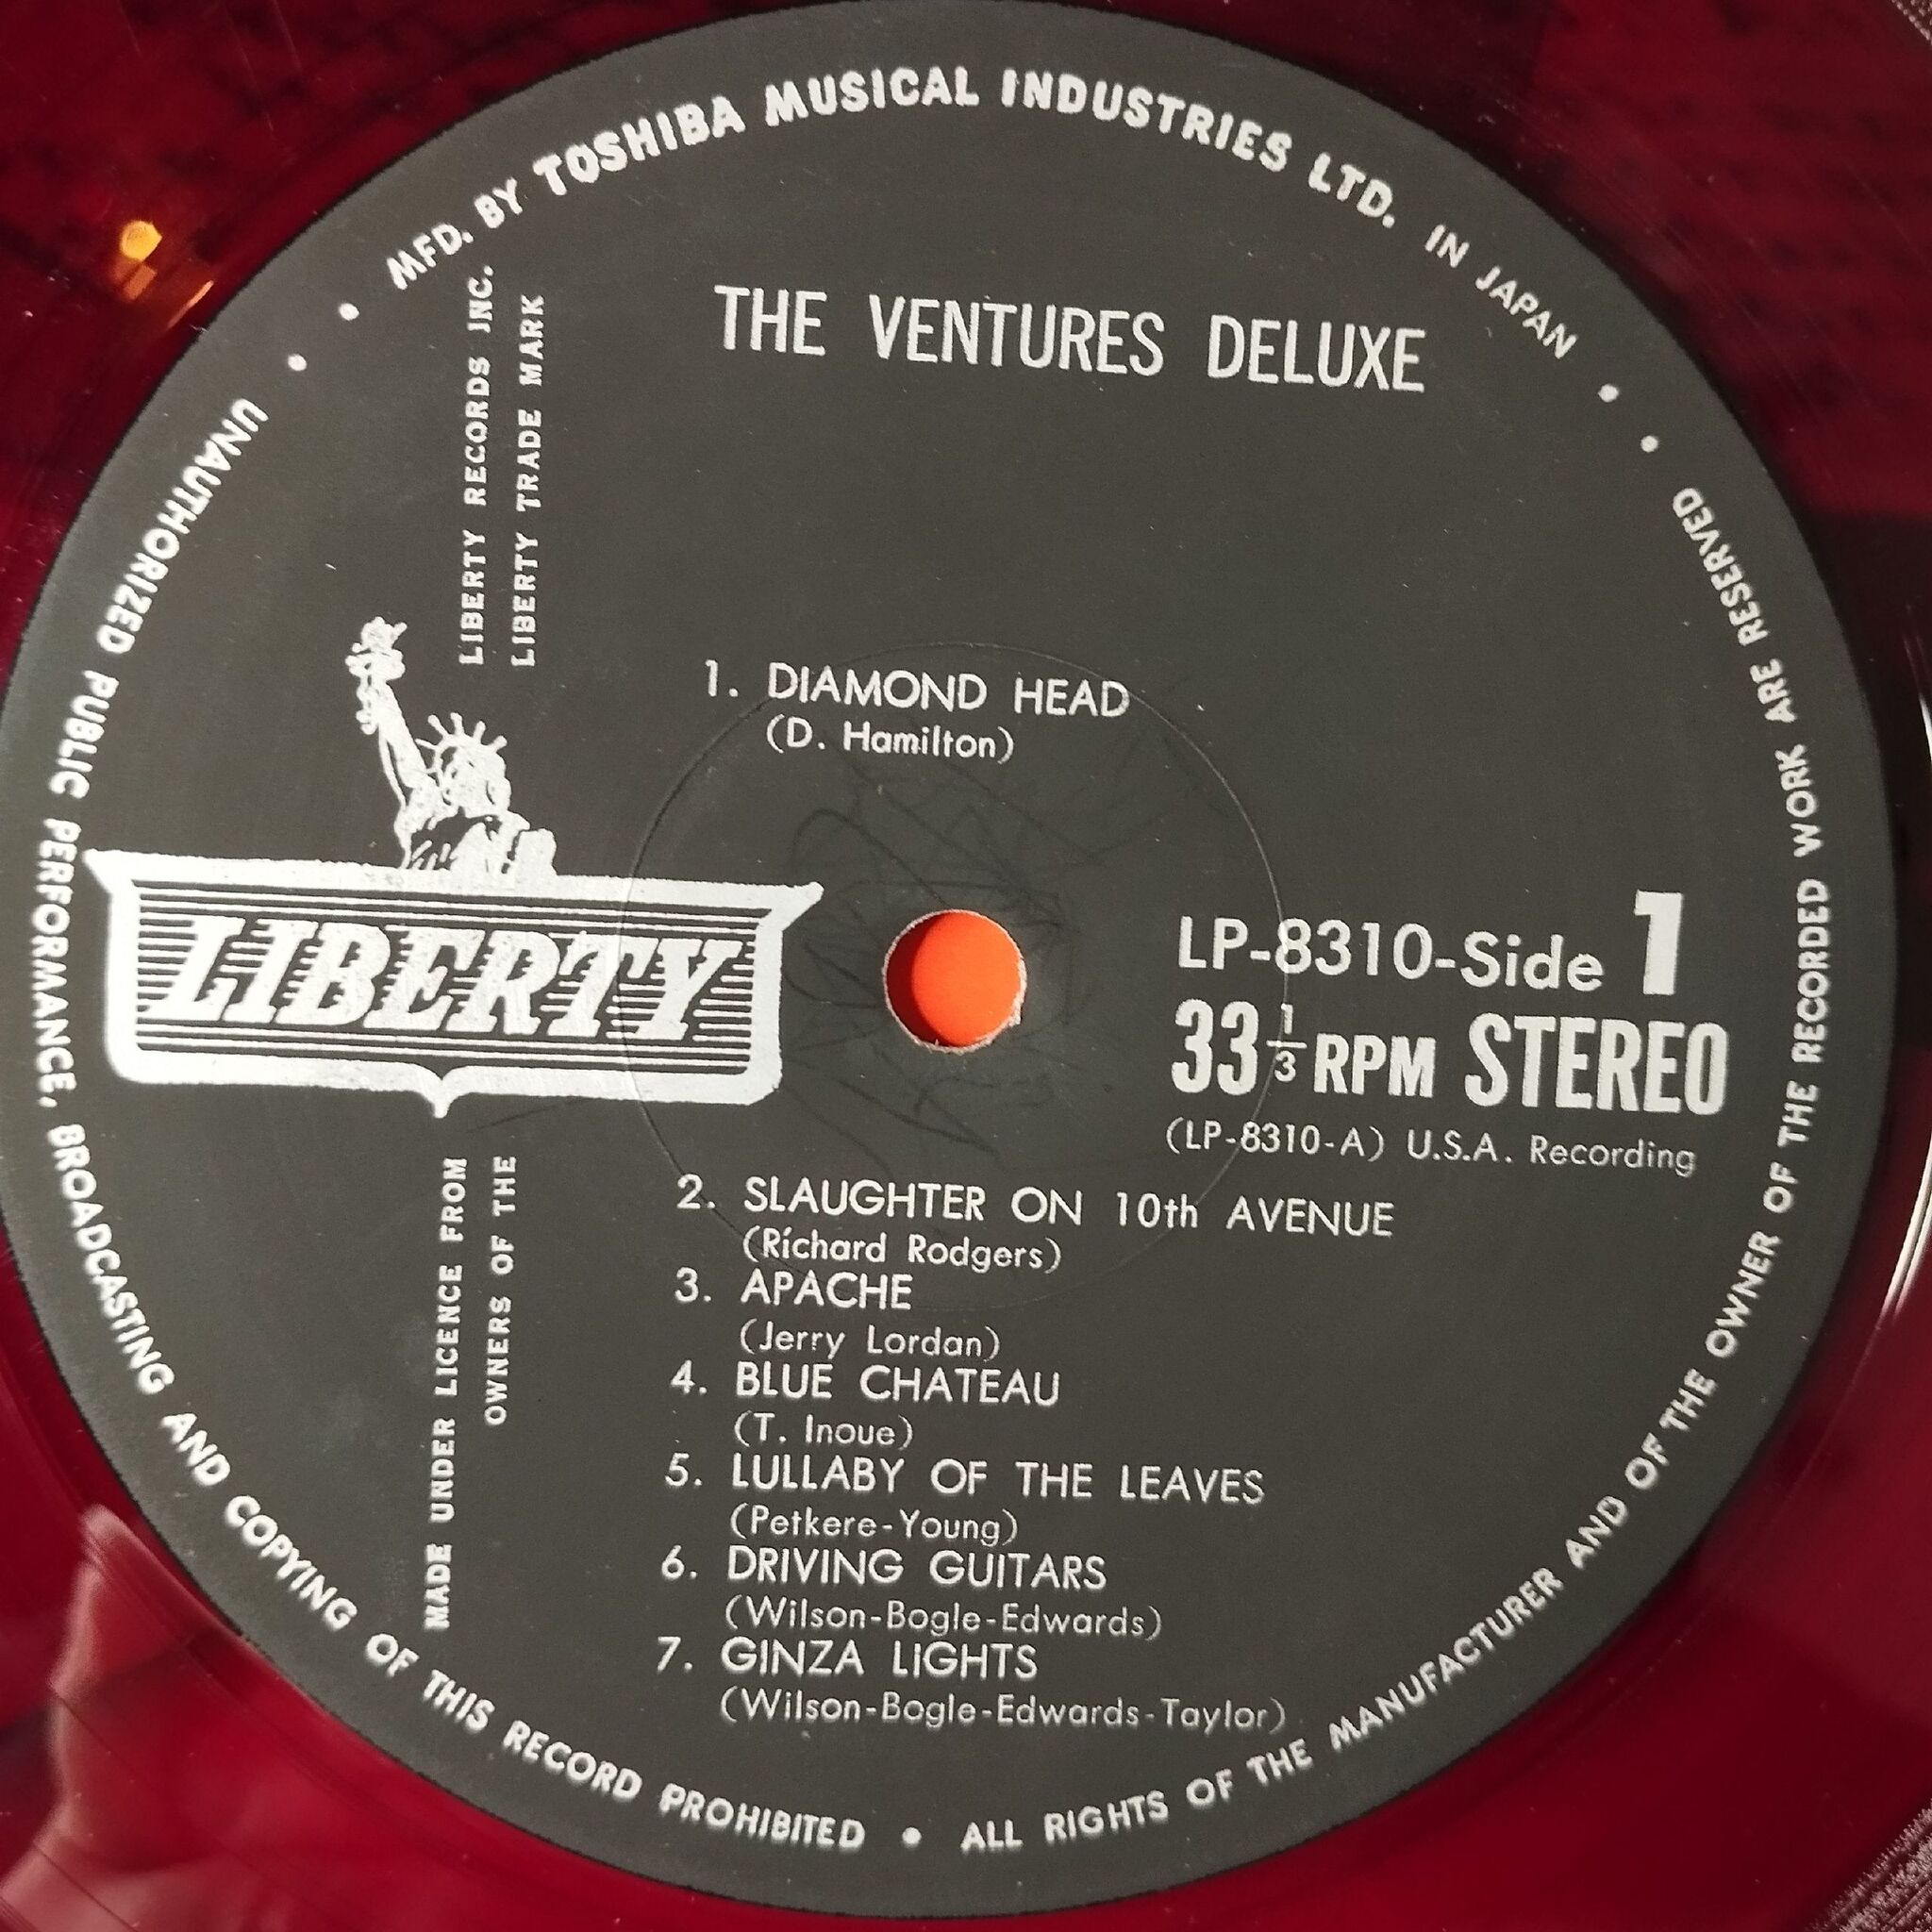 MFD. BY TOSHIBA MUSICAL INDUSTRIES LTD. IN JAPAN
THE VENTURES DELUXE
LIBERTY RECORDS INC.
LIBERTY TRADE MARK
1. DIAMOND HEAD
(D. Hamilton)
LIBERTY
LP-8310-Side 1
33 1/3 RPM STEREO
(LP-8310-A) U.S.A. Recording
MADE UNDER LICENCE FROM
OWNERS OF THE
2. SLAUGHTER ON 10th AVENUE
(Richard Rodgers)
3. APACHE
(Jerry Lordan)
4. BLUE CHATEAU
(T. Inoue)
5. LULLABY OF THE LEAVES
(Petkere-Young)
6. DRIVING GUITARS
(Wilson-Bogle-Edwards)
7. GINZA LIGHTS
(Wilson-Bogle-Edwards-Taylor)
UNAUTHORIZED PUBLIC PERFORMANCE, BROADCASTING AND COPYING OF THIS RECORD PROHIBITED • ALL RIGHTS OF THE MANUFACTURER AND OF THE OWNER OF THE RECORDED WORK ARE RESERVED